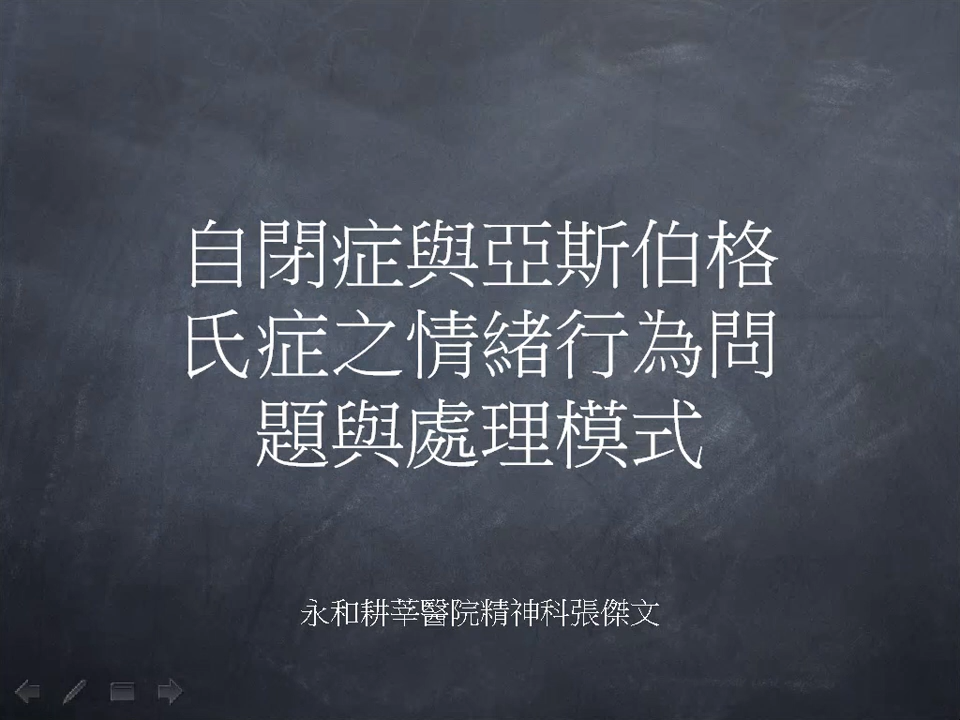 自閉症與亞斯伯格
氏症之情緒行為問
題與處理模式
永和耕莘醫院精神科張傑文